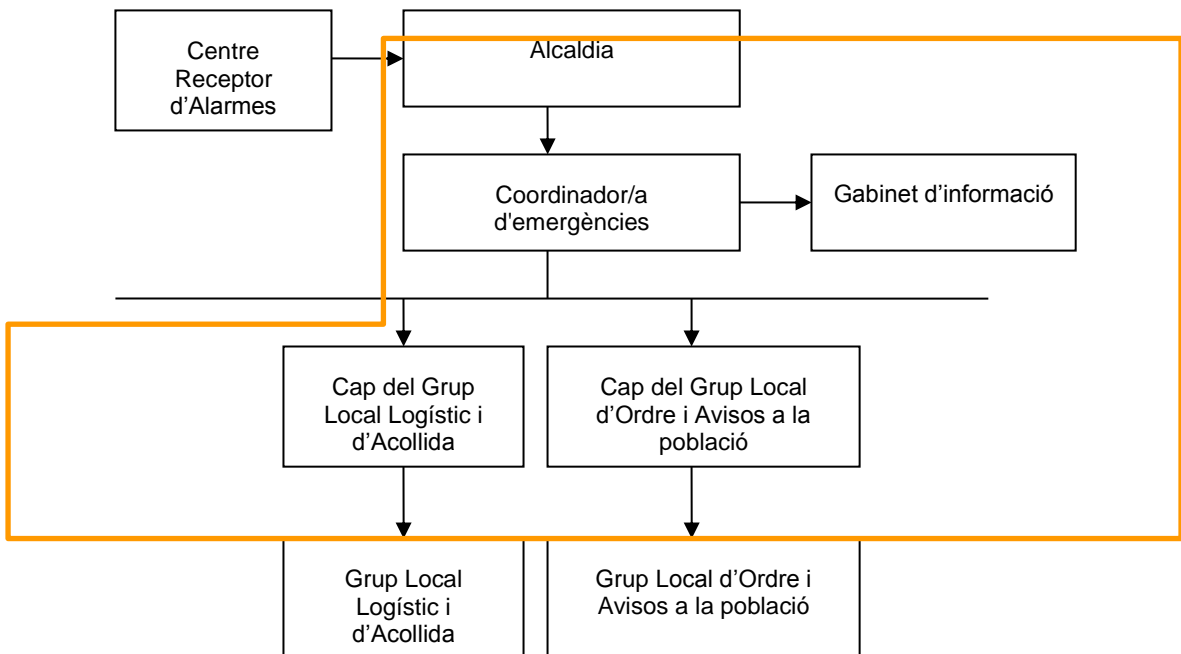 Centre
Receptor
d’Alarmes
Alcaldia
Coordinador/a
d'emergències
Gabinet d’informació
Cap del Grup
Local Logístic i
d’Acollida
Cap del Grup Local
d’Ordre i Avisos a la
població
Grup Local
Logístic i
d’Acollida
Grup Local d’Ordre i
Avisos a la població